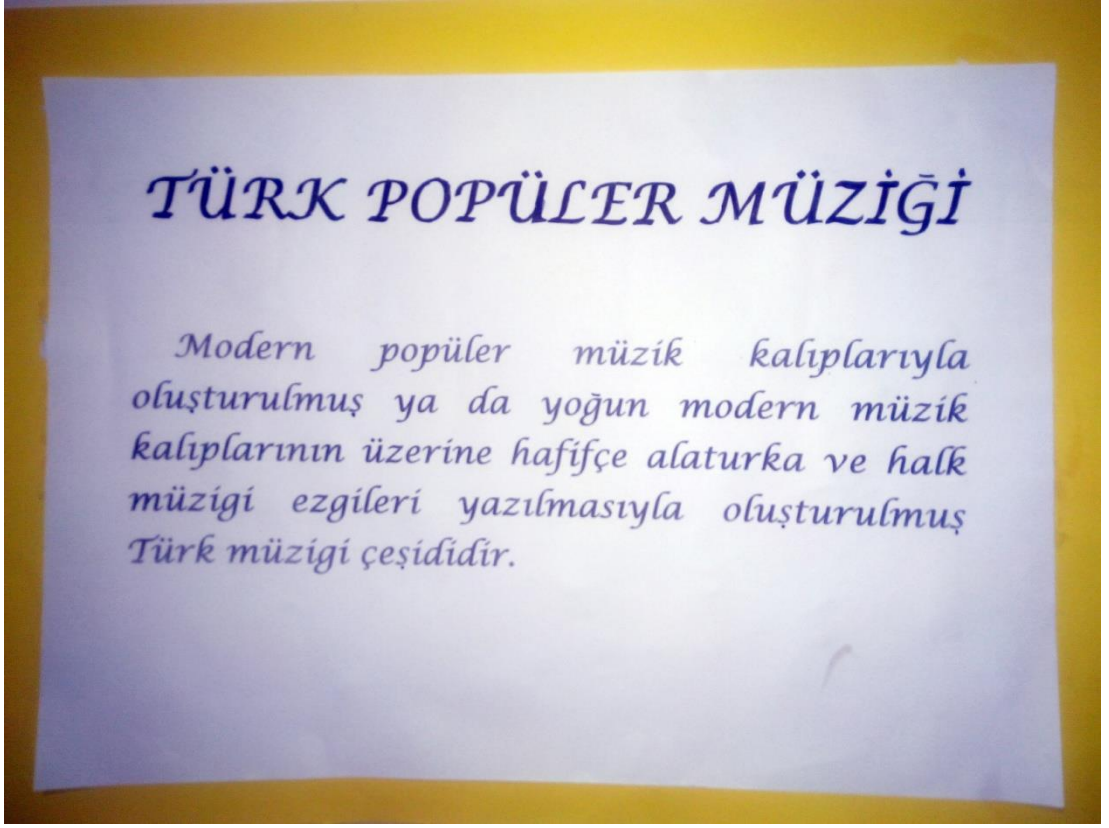 TÜRK POPÜLER MÜZİĞİ
Modern popüler müzik kalıplarıyla
oluşturulmuş ya da yoğun modern müzik
kalıplarının üzerine hafifçe alaturka ve halk
müzigi ezgileri yazılmasıyla oluşturulmuş
Türk müzigi çeşididir.